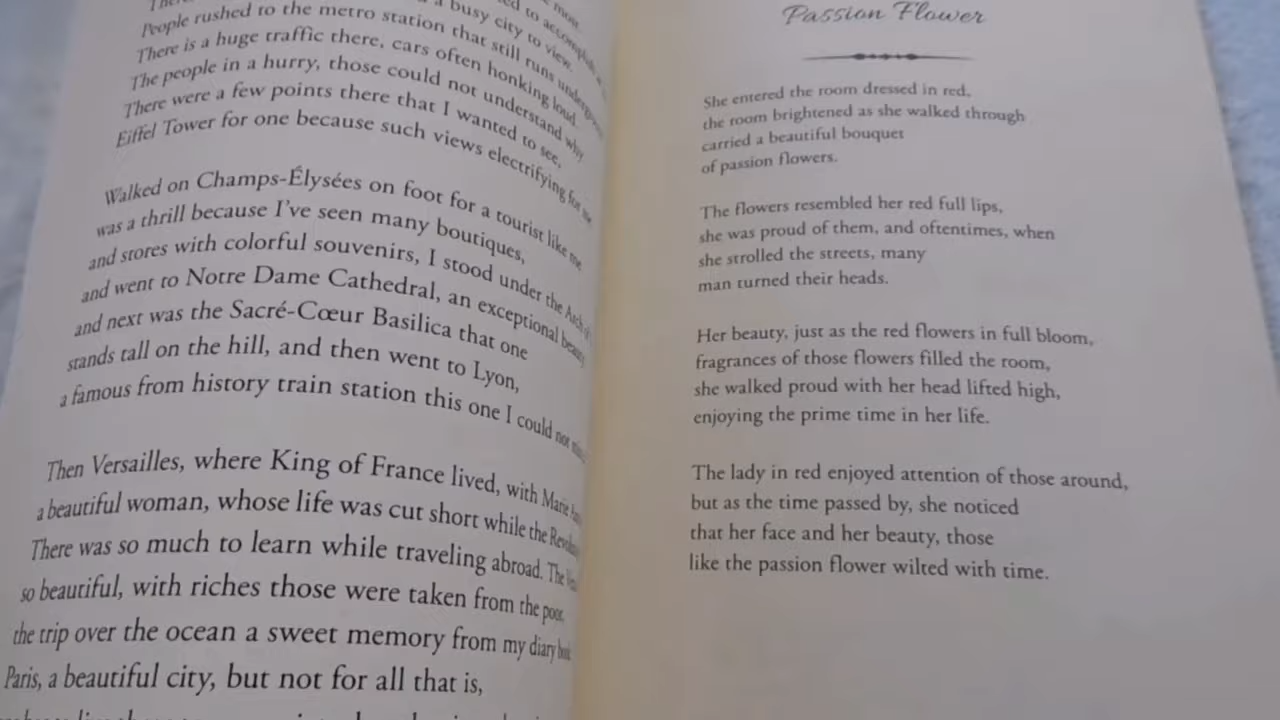 People rushed to the metro station that still runs underground
There is a huge traffic there, cars often honking loud.
The people in a hurry, those could not understand why
There were a few points there that I wanted to see,
Eiffel Tower for one because such views electrifying for me
Walked on Champs-Élysées on foot for a tourist like me
was a thrill because I've seen many boutiques,
and stores with colorful souvenirs, I stood under the Arch of
and went to Notre Dame Cathedral, an exceptional beauty
and next was the Sacré-Cœur Basilica that one
stands tall on the hill, and then went to Lyon,
a famous from history train station this one I could not
Then Versailles, where King of France lived, with Marie
a beautiful woman, whose life was cut short while the
There was so much to learn while traveling abroad. The
so beautiful, with riches those were taken from the poor,
the trip over the ocean a sweet memory from my diary
Paris, a beautiful city, but not for all that is,
Passion Flower
She entered the room dressed in red,
the room brightened as she walked through
carried a beautiful bouquet
of passion flowers.
The flowers resembled her red full lips,
she was proud of them, and oftentimes, when
she strolled the streets, many
man turned their heads.
Her beauty, just as the red flowers in full bloom,
fragrances of those flowers filled the room,
she walked proud with her head lifted high,
enjoying the prime time in her life.
The lady in red enjoyed attention of those around,
but as the time passed by, she noticed
that her face and her beauty, those
like the passion flower wilted with time.